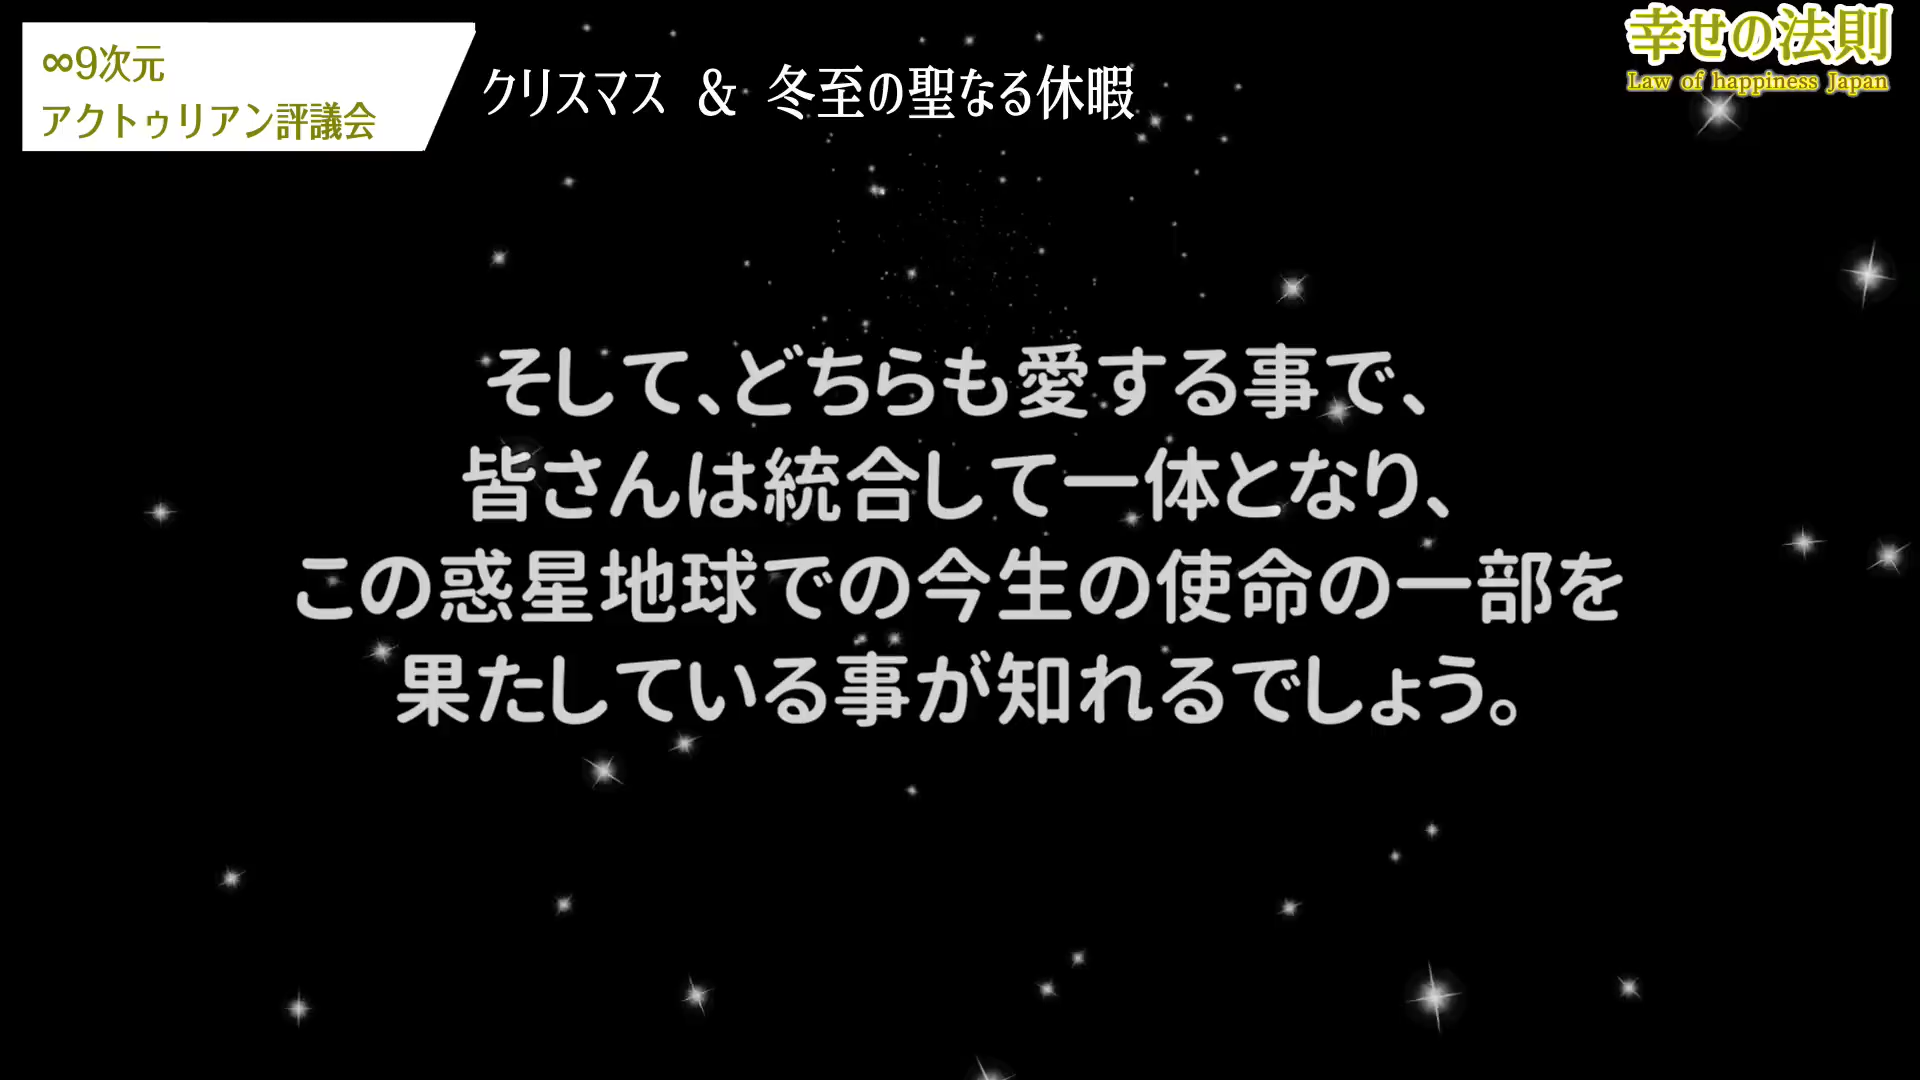 ∞9次元
アクトゥリアン評議会
クリスマス ＆ 冬至の聖なる休暇
幸せの法則
Law of happiness Japan
そして、どちらも愛する事で、
皆さんは統合して一体となり、
この惑星地球での今生の使命の一部を
果たしている事が知れるでしょう。